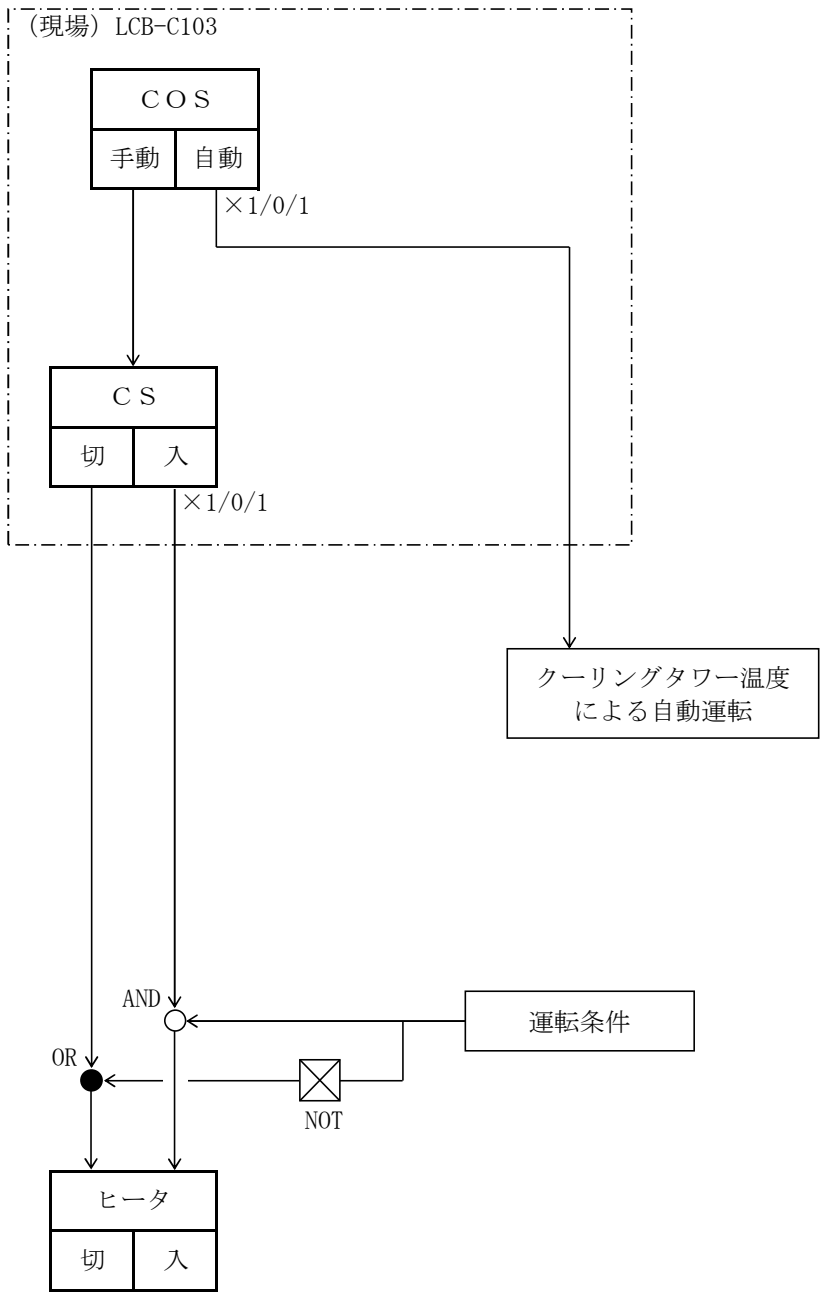 (現場) LCB-C103
ＣＯＳ
手動 自動
×1/0/1
ＣＳ
切 入
×1/0/1
クーリングタワー温度
による自動運転
AND
運転条件
OR
NOT
ヒータ
切 入